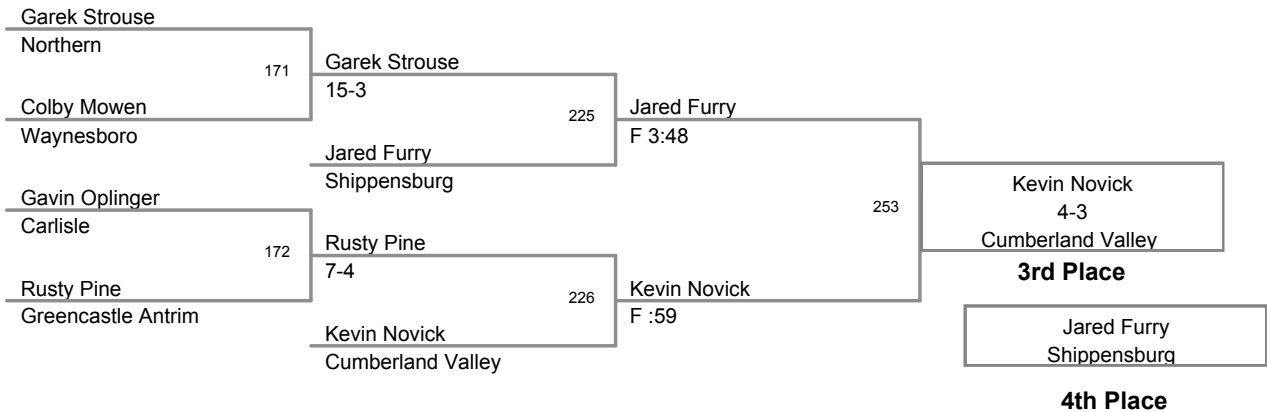 Garek Strouse
Northern
171
Colby Mowen
Waynesboro
Gavin Oplinger
Carlisle
172
Rusty Pine
Greencastle Antrim
Garek Strouse
15-3
225
Jared Furry
Shippensburg
Rusty Pine
7-4
226
Kevin Novick
Cumberland Valley
Jared Furry
F 3:48
253
Kevin Novick
F :59
Kevin Novick
4-3
Cumberland Valley
3rd Place
Jared Furry
Shippensburg
4th Place